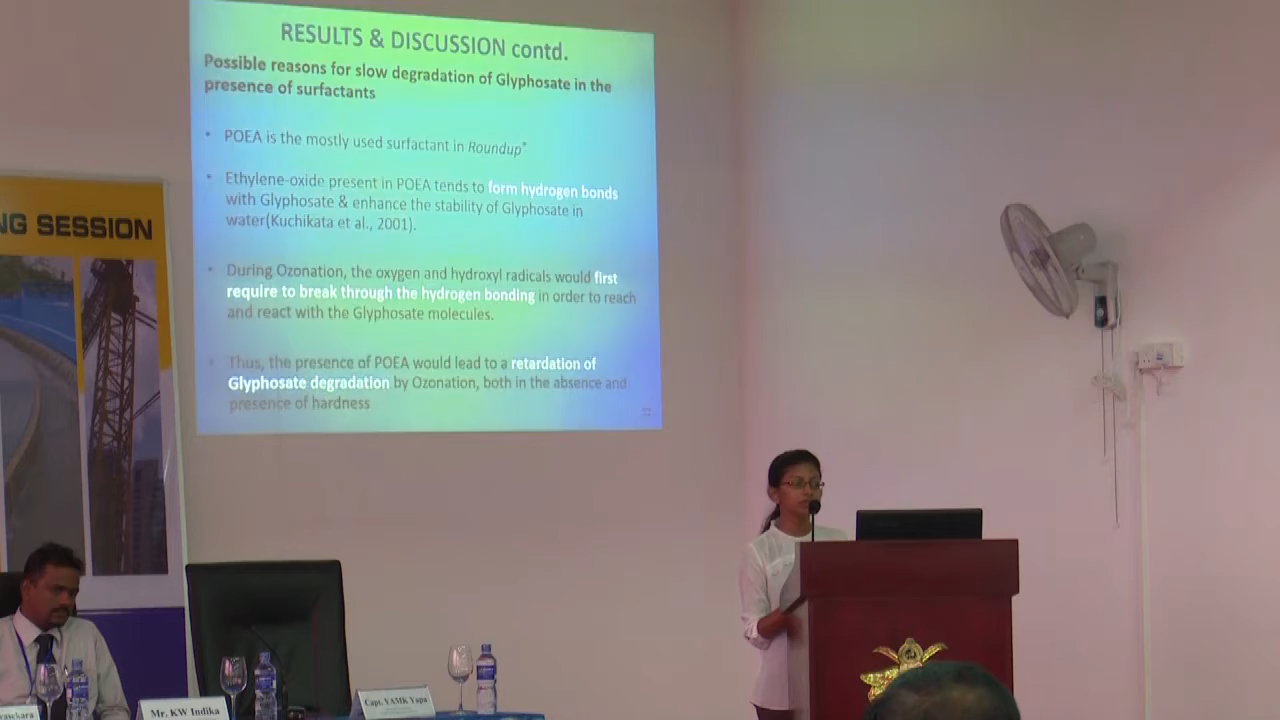 RESULTS & DISCUSSION contd.
Possible reasons for slow degradation of Glyphosate in the
presence of surfactants
• POEA is the mostly used surfactant in Roundup®
• Ethylene-oxide present in POEA tends to form hydrogen bonds
with Glyphosate & enhance the stability of Glyphosate in
water(Kuchikata et al., 2001).
• During Ozonation, the oxygen and hydroxyl radicals would first
require to break through the hydrogen bonding in order to reach
and react with the Glyphosate molecules.
• Thus, the presence of POEA would lead to a retardation of
Glyphosate degradation by Ozonation, both in the absence and
presence of hardness
NG SESSION
Mr. KW Indika
Capt. YAMK Yapa